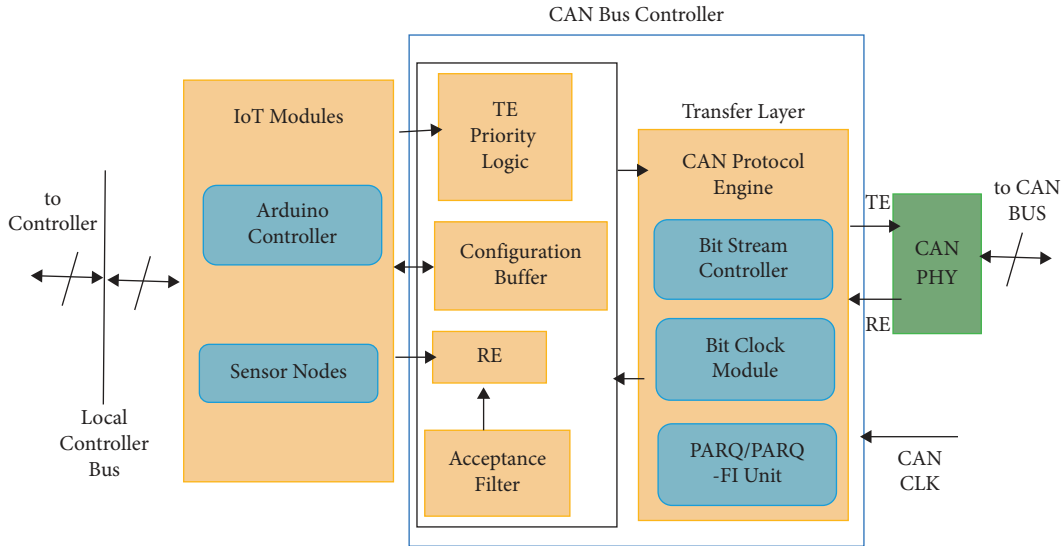 CAN Bus Controller
to
Controller
Local
Controller
Bus
IoT Modules
Arduino
Controller
Sensor Nodes
TE
Priority
Logic
Configuration
Buffer
RE
Acceptance
Filter
Transfer Layer
CAN Protocol
Engine
Bit Stream
Controller
Bit Clock
Module
PARQ/PARQ
-FI Unit
TE
RE
CAN
PHY
to CAN
BUS
CAN
CLK